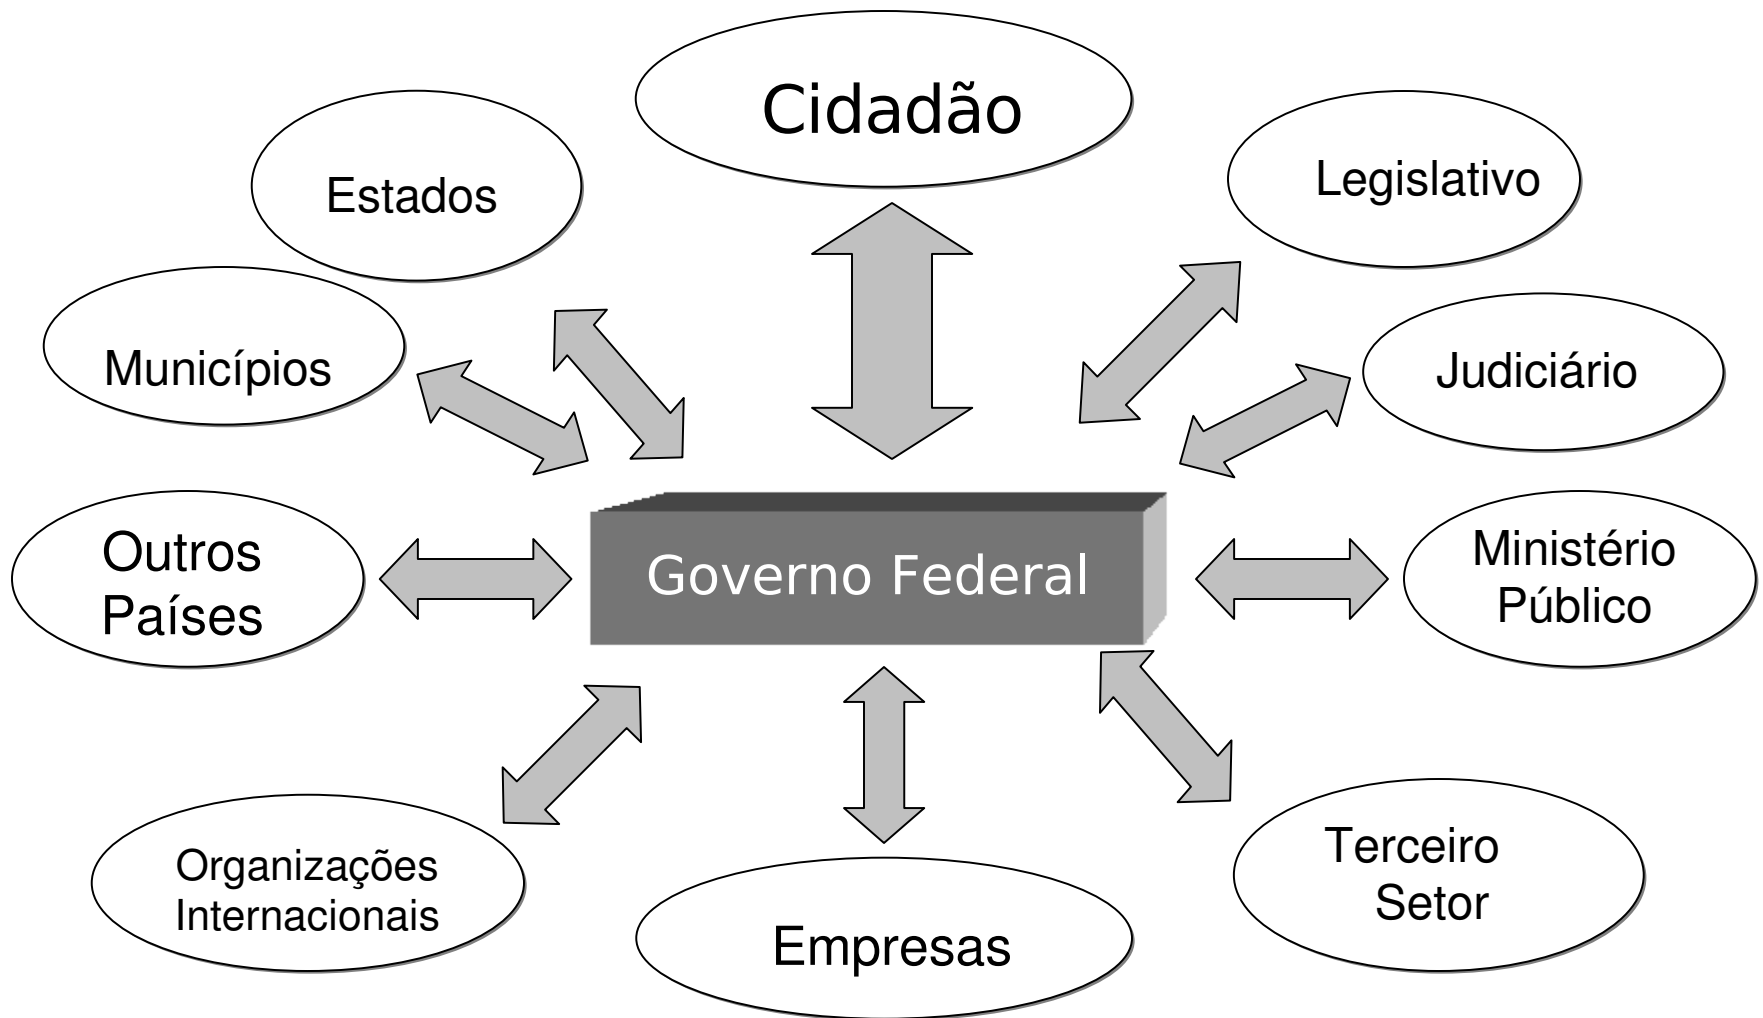 Cidadão
Estados
Legislativo
Municípios
Judiciário
Outros
Países
Governo Federal
Ministério
Público
Organizações
Internacionais
Empresas
Terceiro
Setor